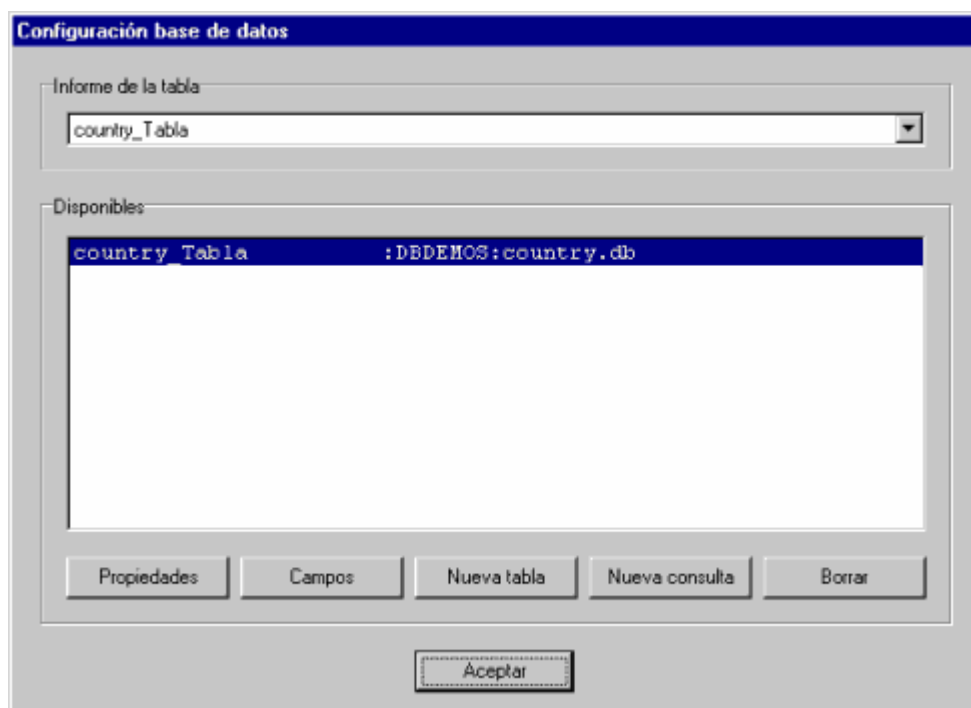 Configuración base de datos
Informe de la tabla
country_Tabla
Disponibles
country_Tabla :DBDEMOS:country.db
Propiedades Campos Nueva tabla Nueva consulta Borrar
Aceptar